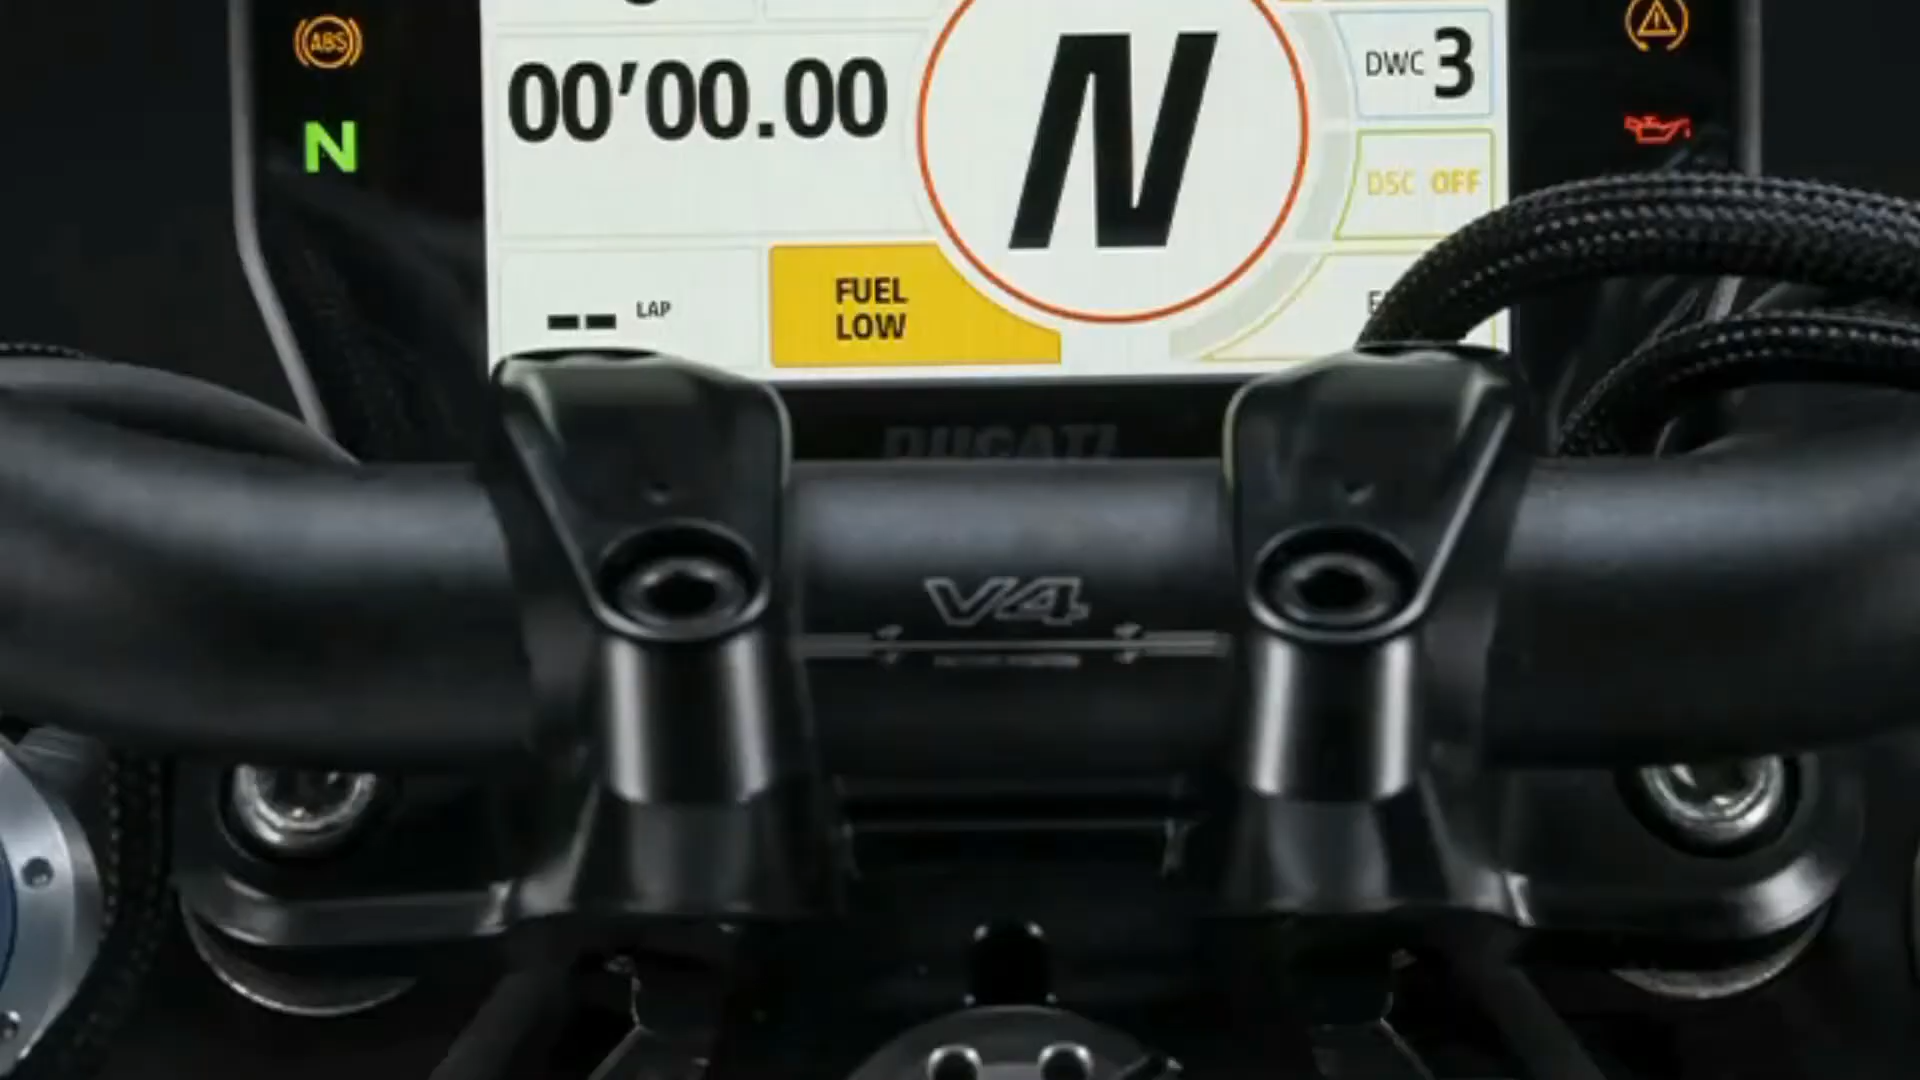 ABS
N
00'00.00
N
DWC 3
DSC OFF
LAP
FUEL
LOW
DUCATI
V4